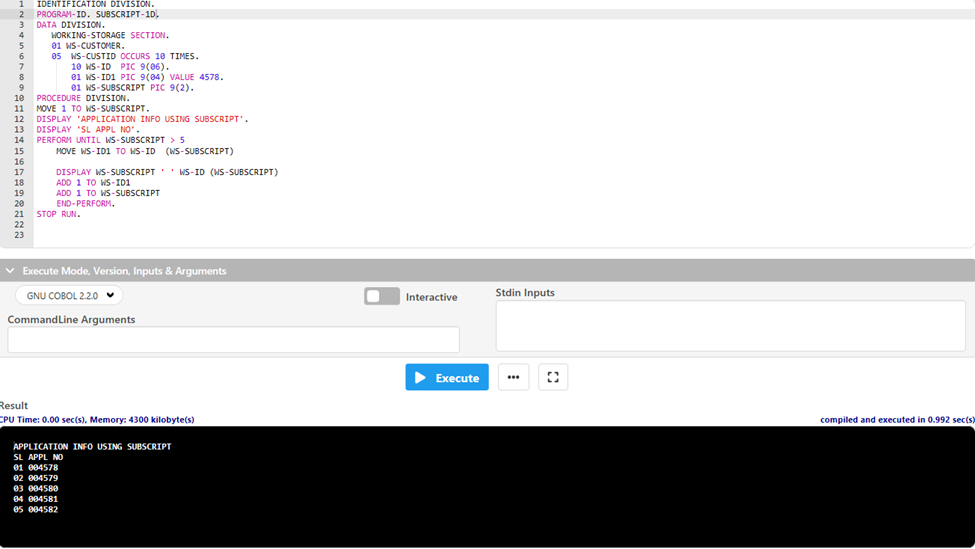 1 IDENTIFICATION DIVISION.
2 PROGRAM-ID. SUBSCRIPT-1D.
3 DATA DIVISION.
4 WORKING-STORAGE SECTION.
5 01 WS-CUSTOMER.
6 05 WS-CUSTID OCCURS 10 TIMES.
7 10 WS-ID PIC 9(06).
8 01 WS-ID1 PIC 9(04) VALUE 4578.
9 01 WS-SUBSCRIPT PIC 9(2).
10 PROCEDURE DIVISION.
11 MOVE 1 TO WS-SUBSCRIPT.
12 DISPLAY 'APPLICATION INFO USING SUBSCRIPT'.
13 DISPLAY 'SL APPL NO'.
14 PERFORM UNTIL WS-SUBSCRIPT > 5
15 MOVE WS-ID1 TO WS-ID (WS-SUBSCRIPT)
16
17 DISPLAY WS-SUBSCRIPT ' ' WS-ID (WS-SUBSCRIPT)
18 ADD 1 TO WS-ID1
19 ADD 1 TO WS-SUBSCRIPT
20 END-PERFORM.
21 STOP RUN.
22
23
Execute Mode, Version, Inputs & Arguments
GNU COBOL 2.2.0
Interactive
Stdin Inputs
CommandLine Arguments
Execute
Result
CPU Time: 0.00 sec(s), Memory: 4300 kilobyte(s)
compiled and executed in 0.992 sec(s)
APPLICATION INFO USING SUBSCRIPT
SL APPL NO
01 004578
02 004579
03 004580
04 004581
05 004582